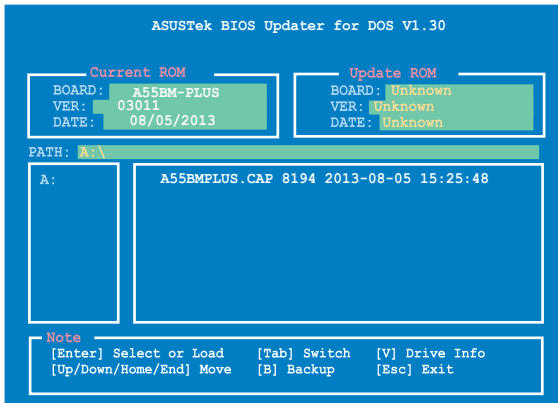 ASUSTek BIOS Updater for DOS V1.30
Current ROM
BOARD: A55BM-PLUS
VER: 03011
DATE: 08/05/2013
Update ROM
BOARD: Unknown
VER: Unknown
DATE: Unknown
PATH: A:\
A:
A55BMPLUS.CAP 8194 2013-08-05 15:25:48
Note
[Enter] Select or Load [Tab] Switch [V] Drive Info
[Up/Down/Home/End] Move [B] Backup [Esc] Exit